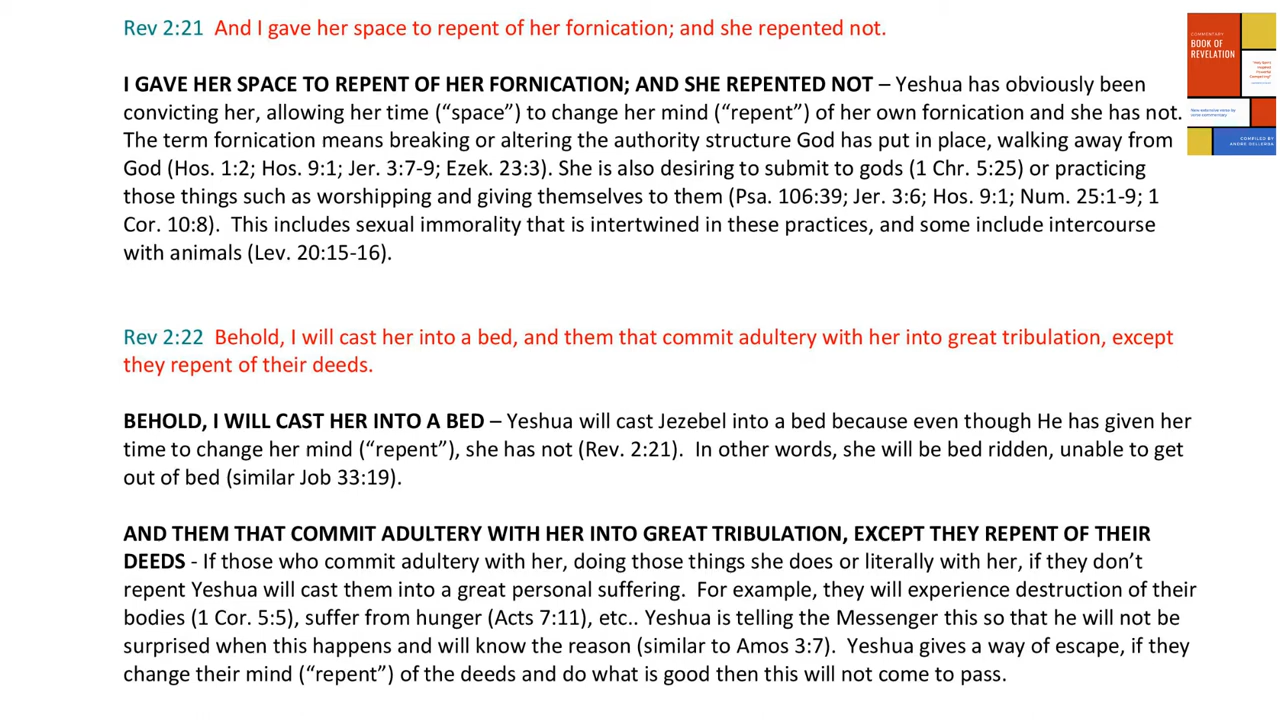 Rev 2:21 And I gave her space to repent of her fornication; and she repented not.
I GAVE HER SPACE TO REPENT OF HER FORNICATION; AND SHE REPENTED NOT – Yeshua has obviously been
convicting her, allowing her time (“space”) to change her mind (“repent”) of her own fornication and she has not.
The term fornication means breaking or altering the authority structure God has put in place, walking away from
God (Hos. 1:2; Hos. 9:1; Jer. 3:7-9; Ezek. 23:3). She is also desiring to submit to gods (1 Chr. 5:25) or practicing
those things such as worshipping and giving themselves to them (Psa. 106:39; Jer. 3:6; Hos. 9:1; Num. 25:1-9; 1
Cor. 10:8). This includes sexual immorality that is intertwined in these practices, and some include intercourse
with animals (Lev. 20:15-16).
Rev 2:22 Behold, I will cast her into a bed, and them that commit adultery with her into great tribulation, except
they repent of their deeds.
BEHOLD, I WILL CAST HER INTO A BED – Yeshua will cast Jezebel into a bed because even though He has given her
time to change her mind (“repent”), she has not (Rev. 2:21). In other words, she will be bed ridden, unable to get
out of bed (similar Job 33:19).
AND THEM THAT COMMIT ADULTERY WITH HER INTO GREAT TRIBULATION, EXCEPT THEY REPENT OF THEIR
DEEDS - If those who commit adultery with her, doing those things she does or literally with her, if they don’t
repent Yeshua will cast them into a great personal suffering. For example, they will experience destruction of their
bodies (1 Cor. 5:5), suffer from hunger (Acts 7:11), etc.. Yeshua is telling the Messenger this so that he will not be
surprised when this happens and will know the reason (similar to Amos 3:7). Yeshua gives a way of escape, if they
change their mind (“repent”) of the deeds and do what is good then this will not come to pass.
COMMENTARY
BOOK OF
REVELATION
COMPILED BY
ANDRE DELLERBA